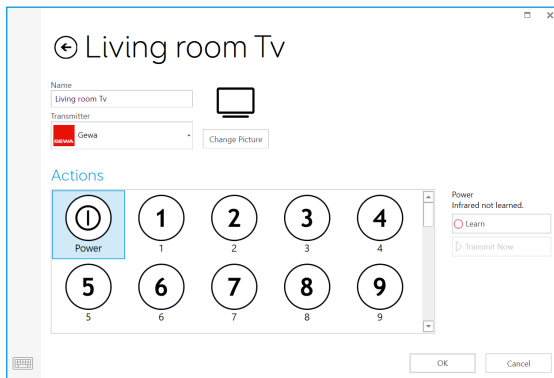 Living room Tv
Name
Living room Tv
Transmitter
GEWA
Gewa
Change Picture
Actions
1
2
3
4
Power
1
2
3
4
5
6
7
8
9
5
6
7
8
9
Power
Infrared not learned.
Learn
Transmit Now
OK
Cancel